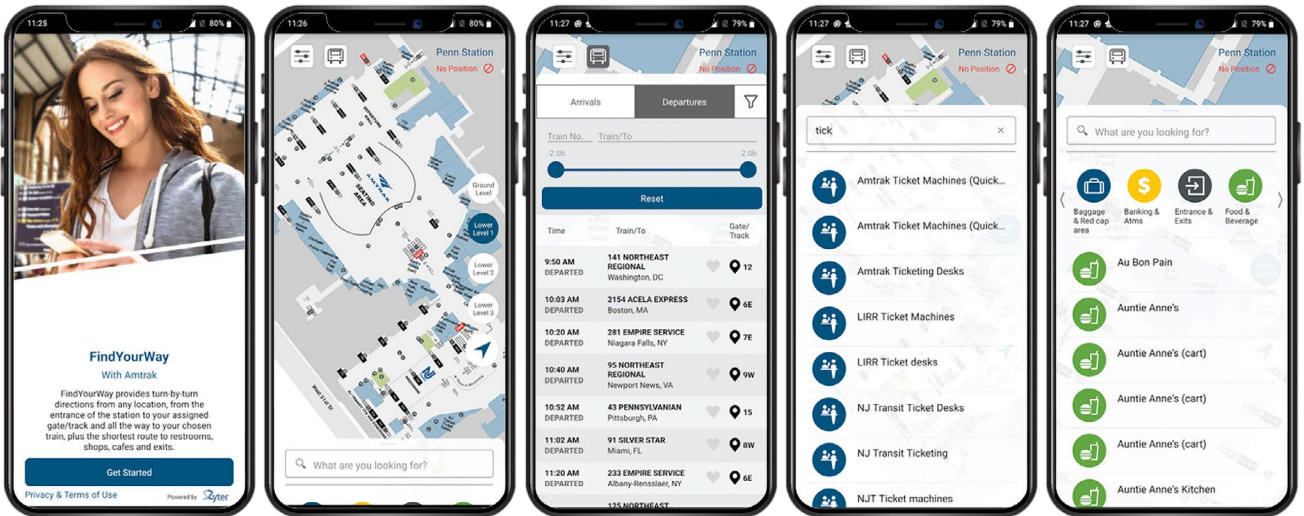 11:25
80%
FindYourWay
With Amtrak
FindYourWay provides turn-by-turn
directions from any location, from the
entrance of the station to your assigned
gate/track and all the way to your chosen
train, plus the shortest route to restrooms,
shops, cafes and exits.
Get Started
Privacy & Terms of Use
Powered by Zyter
11:26
80%
Penn Station
No Position
AMTRAK
SEATING
AREA
Ground
Level
Lower
Level 1
Lower
Level 2
Lower
Level 3
West 31st St
What are you looking for?
11:27
79%
Penn Station
No Position
Arrivals
Departures
Train No.
Train/To
-2.0h
2.0h
Reset
Time
Train/To
Gate/
Track
9:50 AM
DEPARTED
141 NORTHEAST
REGIONAL
Washington, DC
12
10:03 AM
DEPARTED
2154 ACELA EXPRESS
Boston, MA
6E
10:20 AM
DEPARTED
281 EMPIRE SERVICE
Niagara Falls, NY
7E
10:40 AM
DEPARTED
95 NORTHEAST
REGIONAL
Newport News, VA
9W
10:52 AM
DEPARTED
43 PENNSYLVANIAN
Pittsburgh, PA
15
11:02 AM
DEPARTED
91 SILVER STAR
Miami, FL
8W
11:20 AM
DEPARTED
233 EMPIRE SERVICE
Albany-Rensslaer, NY
6E
125 NORTHEAST
11:27
79%
Penn Station
No Position
tick
Amtrak Ticket Machines (Quick...
Amtrak Ticket Machines (Quick...
Amtrak Ticketing Desks
LIRR Ticket Machines
LIRR Ticket desks
NJ Transit Ticket Desks
NJ Transit Ticketing
NJT Ticket machines
11:27
79%
Penn Station
No Position
What are you looking for?
Baggage
& Red cap
area
Banking &
Atms
Entrance &
Exits
Food &
Beverage
Au Bon Pain
Auntie Anne's
Auntie Anne's (cart)
Auntie Anne's (cart)
Auntie Anne's (cart)
Auntie Anne's Kitchen